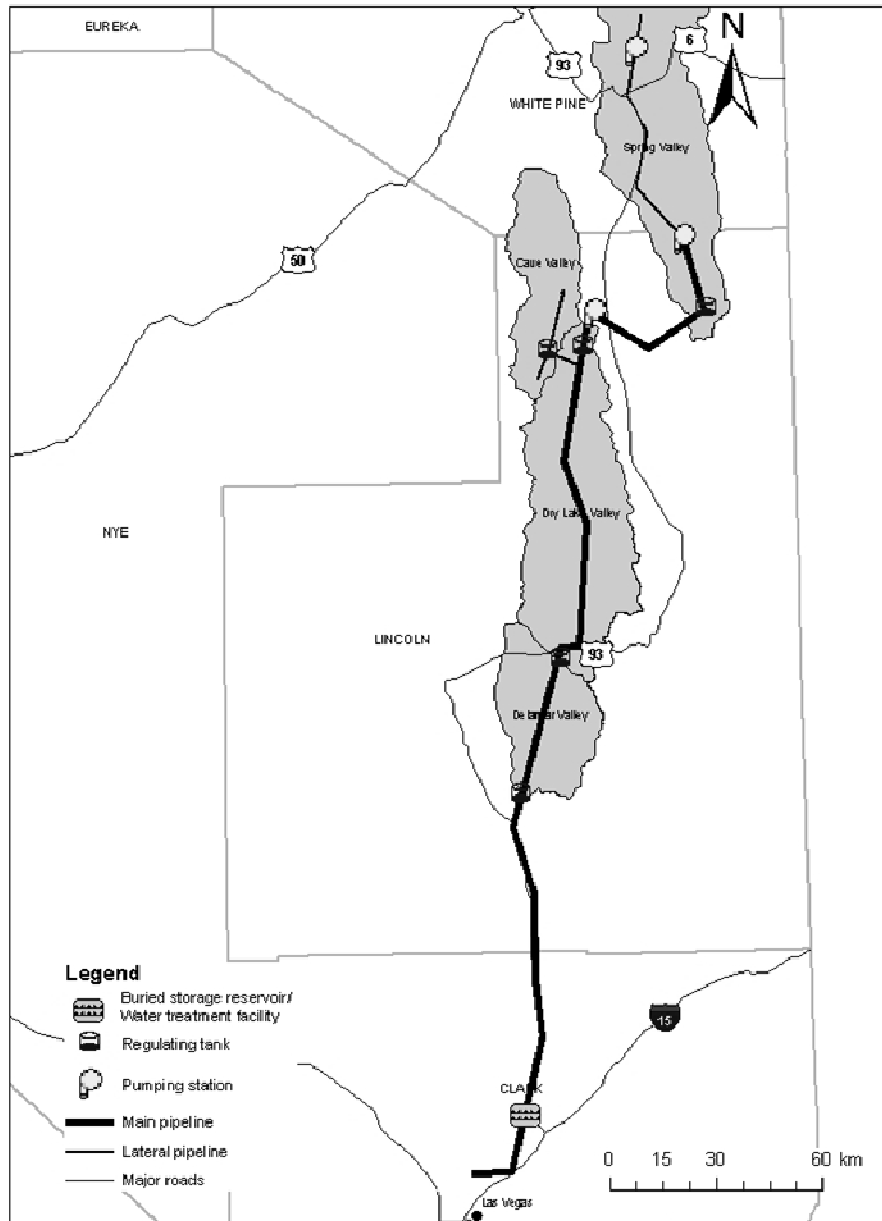 EUREKA
N
6
93
WHITE PINE
Spring Valley
50
Cave Valley
Dry Lake Valley
NYE
LINCOLN
93
Delamar Valley
Legend
Buried storage reservoir/
Water treatment facility
Regulating tank
Pumping station
Main pipeline
Lateral pipeline
Major roads
15
CLARK
0 15 30 60 km
Las Vegas